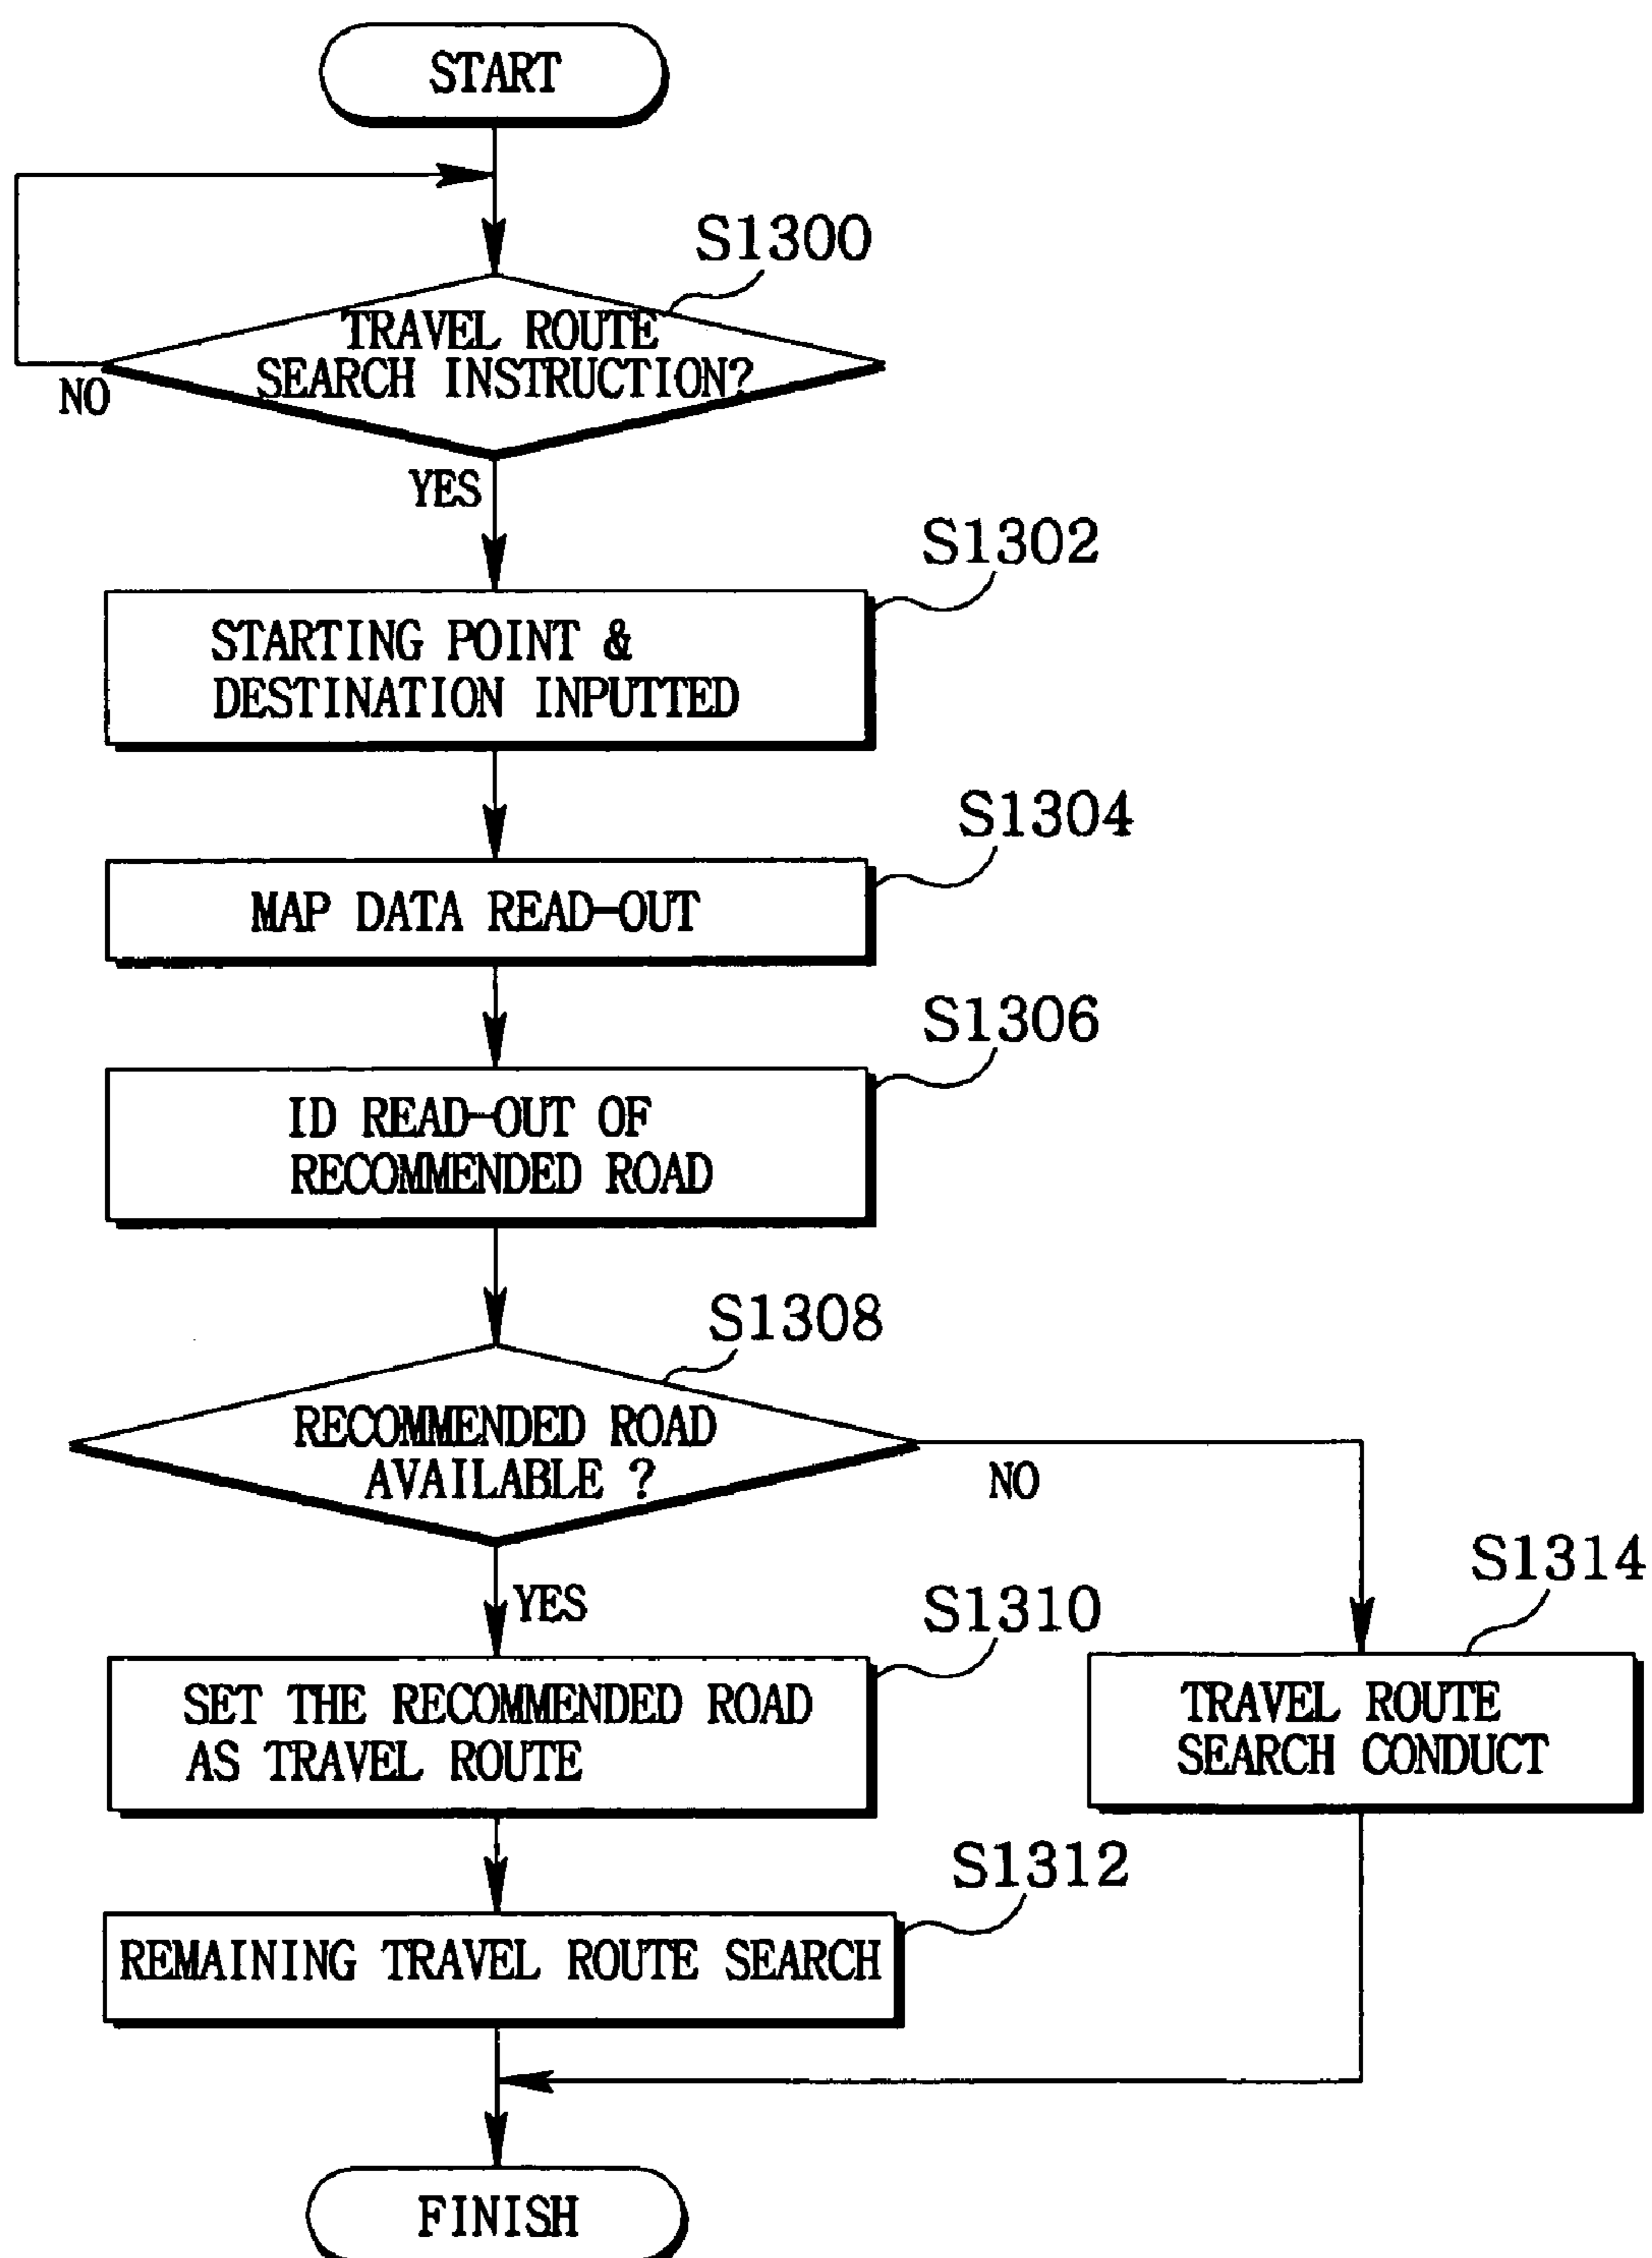 START
S1300
TRAVEL ROUTE
SEARCH INSTRUCTION?
NO
YES
S1302
STARTING POINT &
DESTINATION INPUTTED
S1304
MAP DATA READ-OUT
S1306
ID READ-OUT OF
RECOMMENDED ROAD
S1308
RECOMMENDED ROAD
AVAILABLE ?
NO
YES
S1310
SET THE RECOMMENDED ROAD
AS TRAVEL ROUTE
S1314
TRAVEL ROUTE
SEARCH CONDUCT
S1312
REMAINING TRAVEL ROUTE SEARCH
FINISH